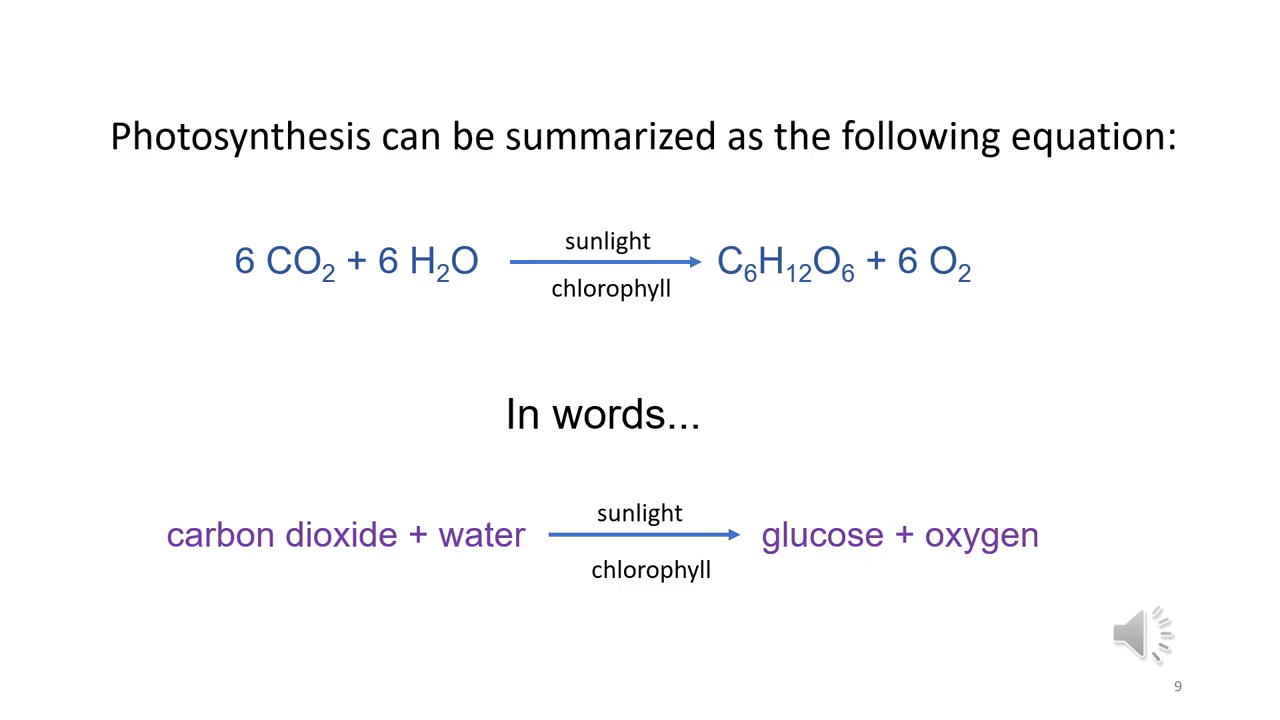 Photosynthesis can be summarized as the following equation:
sunlight
6 CO₂ + 6 H₂O C₆H₁₂O₆ + 6 O₂
chlorophyll
In words...
sunlight
carbon dioxide + water glucose + oxygen
chlorophyll
9